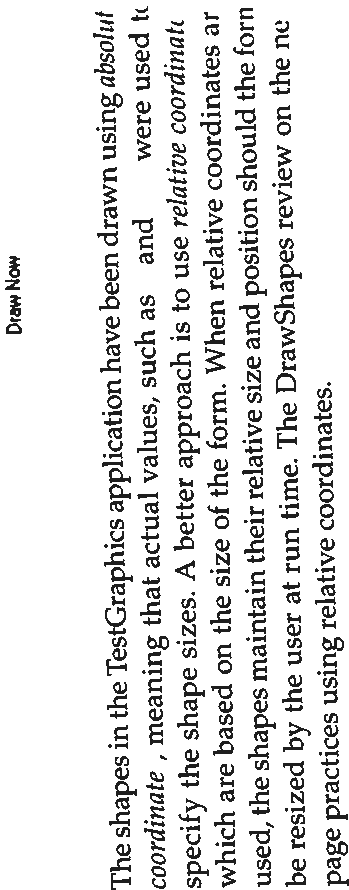 Draw Now
The shapes in the TestGraphics application have been drawn using absolut
coordinate , meaning that actual values, such as and were used t
specify the shape sizes. A better approach is to use relative coordinat
which are based on the size of the form. When relative coordinates ar
used, the shapes maintain their relative size and position should the form
be resized by the user at run time. The DrawShapes review on the ne
page practices using relative coordinates.